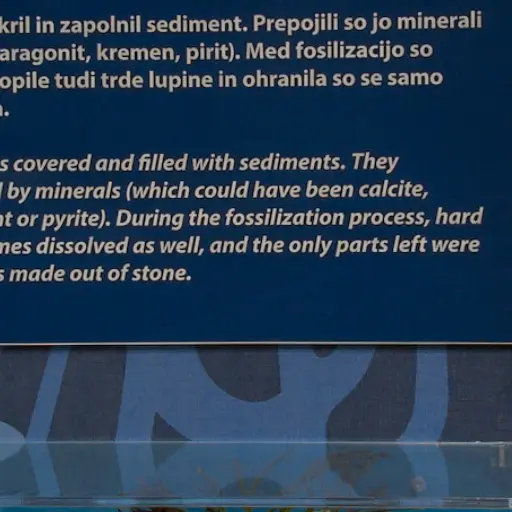 kril in zapolnil sediment. Prepojili so jo minerali
aragonit, kremen, pirit). Med fosilizacijo so
opile tudi trde lupine in ohranila so se samo
s covered and filled with sediments. They
by minerals (which could have been calcite,
or pyrite). During the fossilization process, hard
nes dissolved as well, and the only parts left were
s made out of stone.